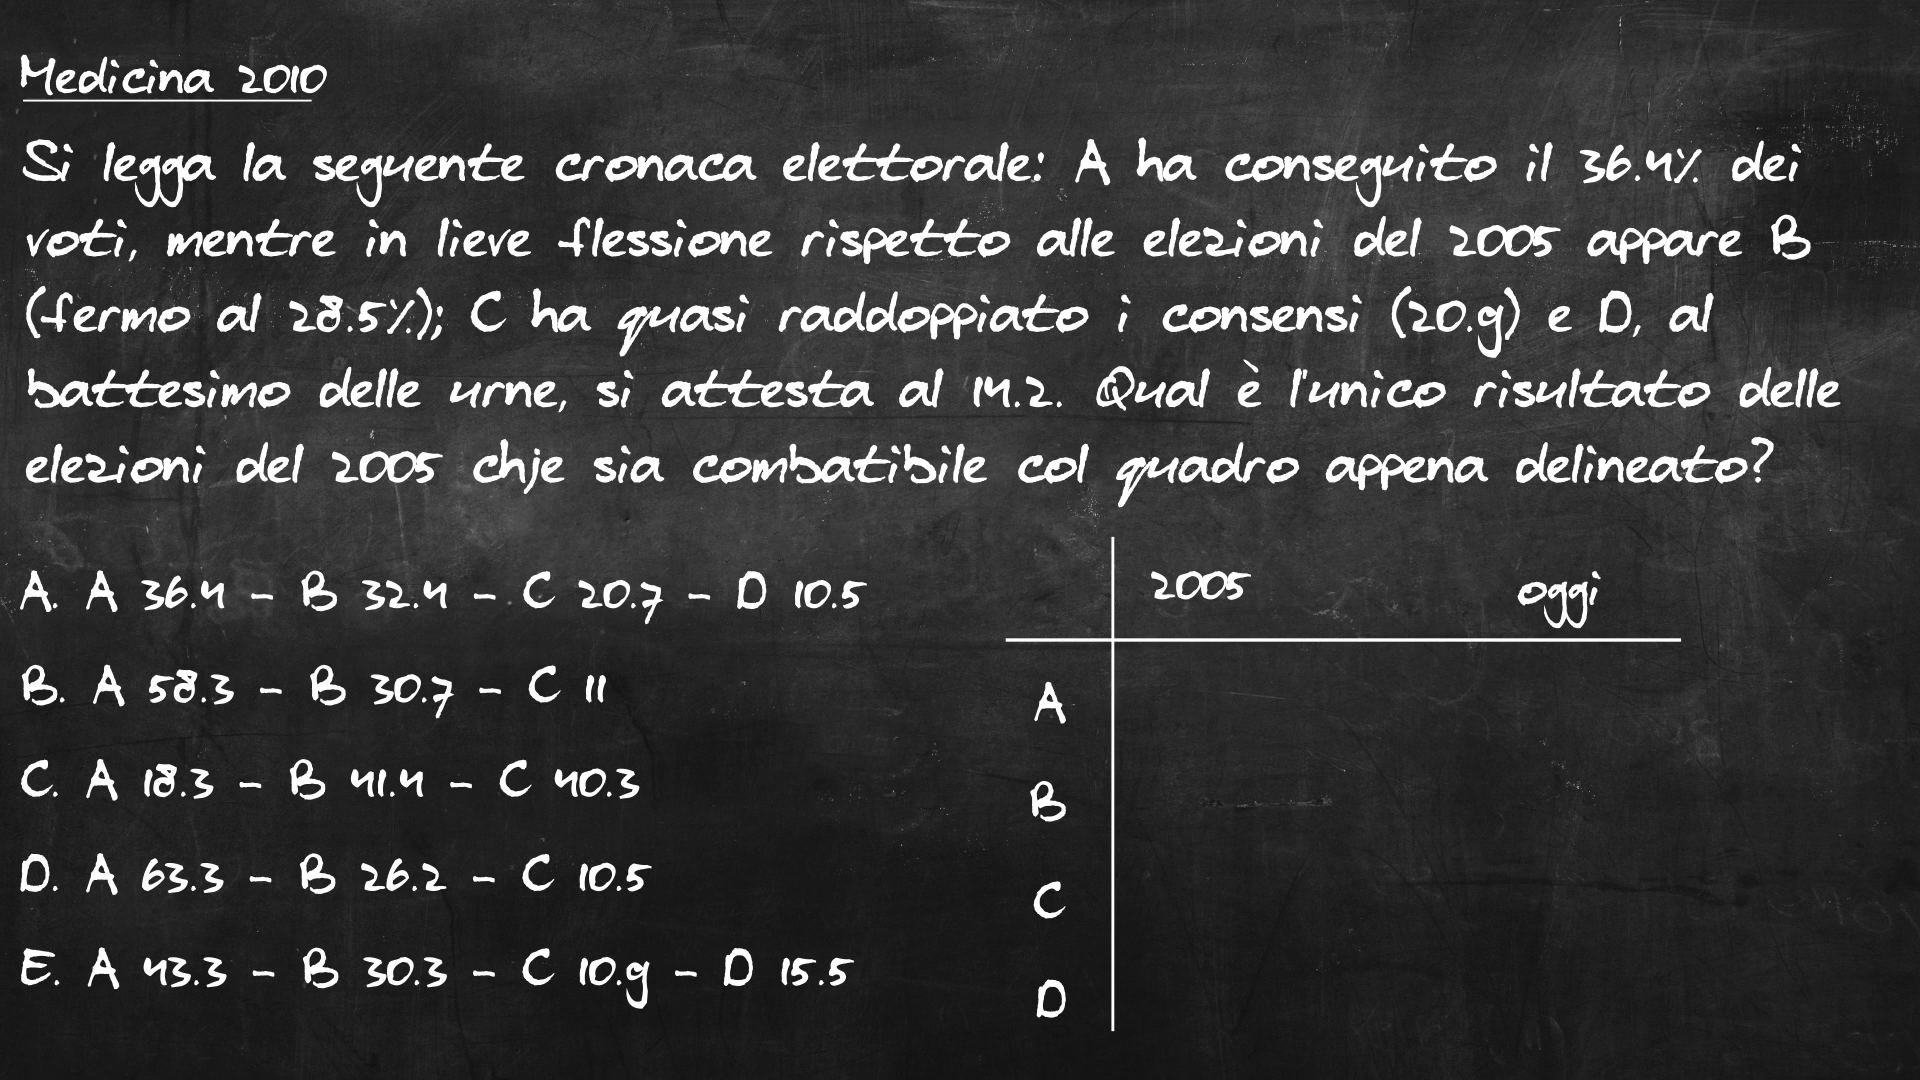 Medicina 2010
Si legga la seguente cronaca elettorale: A ha conseguito il 36.4% dei
voti, mentre in lieve flessione rispetto alle elezioni del 2005 appare B
(fermo al 28.5%); C ha quasi raddoppiato i consensi (20.9) e D, al
battesimo delle urne, si attesta al 14.2. Qual è l'unico risultato delle
elezioni del 2005 chje sia combatibile col quadro appena delineato?
A. A 36.4 - B 32.4 - C 20.7 - D 10.5
B. A 58.3 - B 30.7 - C 11
C. A 18.3 - B 41.4 - C 40.3
D. A 63.3 - B 26.2 - C 10.5
E. A 43.3 - B 30.3 - C 10.9 - D 15.5
2005 oggi
A
B
C
D